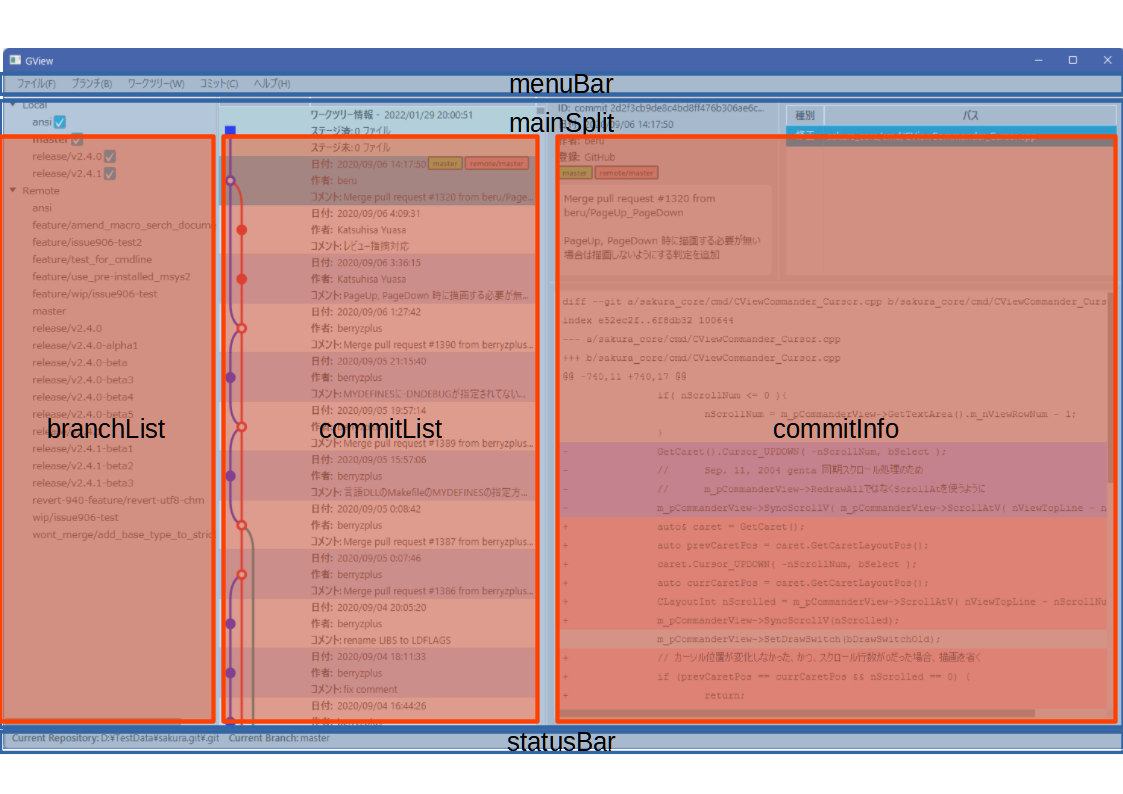 GView
ファイル(F) ブランチ(B) ワークツリー(W) コミット(C) ヘルプ(H)
menuBar
mainSplit
Local
ansi
master
release/v2.4.0
release/v2.4.1
Remote
ansi
feature/amend_macro_serch_docume
feature/issue906-test2
feature/test_for_cmdline
feature/use_pre-installed_msys2
feature/wip/issue906-test
master
release/v2.4.0
release/v2.4.0-alpha1
release/v2.4.0-beta
release/v2.4.0-beta3
release/v2.4.0-beta4
release/v2.4.0-beta5
branchList
release/v2.4.1-beta1
release/v2.4.1-beta2
release/v2.4.1-beta3
revert-940-feature/revert-utf8-chm
wip/issue906-test
wont_merge/add_base_type_to_stric
ワークツリー情報 - 2022/01/29 20:00:51
ステージ済: 0 ファイル
ステージ未: 0 ファイル
日付: 2020/09/06 14:17:50 master remote/master
作者: beru
コメント: Merge pull request #1320 from beru/Page...
日付: 2020/09/06 4:09:31
作者: Katsuhisa Yuasa
コメント: レビュー指摘対応
日付: 2020/09/06 3:36:15
作者: Katsuhisa Yuasa
コメント: PageUp, PageDown 時に描画する必要が無...
日付: 2020/09/06 1:27:42
作者: berryzplus
コメント: Merge pull request #1390 from berryzplus...
日付: 2020/09/05 21:15:40
作者: berryzplus
コメント: MYDEFINESに-DNDEBUGが指定されてない...
日付: 2020/09/05 19:57:14
作者: berryzplus
commitList
コメント: Merge pull request #1389 from berryzplus...
日付: 2020/09/05 15:57:06
作者: berryzplus
コメント: 言語DLLのMakefileのMYDEFINESの指定方...
日付: 2020/09/05 0:08:42
作者: berryzplus
コメント: Merge pull request #1387 from berryzplus...
日付: 2020/09/05 0:07:46
作者: berryzplus
コメント: Merge pull request #1386 from berryzplus...
日付: 2020/09/04 20:05:20
作者: berryzplus
コメント: rename LIBS to LDFLAGS
日付: 2020/09/04 18:11:33
作者: berryzplus
コメント: fix comment
日付: 2020/09/04 16:44:26
作者: berryzplus
ID: commit 2d2f3cb9de8c4bd8ff476b306ae6c...
日付: 2020/09/06 14:17:50
作者: beru
登録: GitHub
master remote/master
Merge pull request #1320 from
beru/PageUp_PageDown
PageUp, PageDown 時に描画する必要が無い
場合は描画しないようにする判定を追加
種別 パス
修正
diff --git a/sakura_core/cmd/CViewCommander_Cursor.cpp b/sakura_core/cmd/CViewCommander_Curs
index e52ec2f..6f8db32 100644
--- a/sakura_core/cmd/CViewCommander_Cursor.cpp
+++ b/sakura_core/cmd/CViewCommander_Cursor.cpp
@@ -740,11 +740,17 @@
if( nScrollNum <= 0 ){
nScrollNum = m_pCommanderView->GetTextArea().m_nViewRowNum - 1;
}
commitInfo
- GetCaret().Cursor_UPDOWN( -nScrollNum, bSelect );
- // Sep. 11, 2004 genta 同期スクロール処理のため
- // m_pCommanderView->RedrawAllではなくScrollAtを使うように
- m_pCommanderView->SyncScrollV( m_pCommanderView->ScrollAtV( nViewTopLine - n
+ auto& caret = GetCaret();
+ auto prevCaretPos = caret.GetCaretLayoutPos();
+ caret.Cursor_UPDOWN( -nScrollNum, bSelect );
+ auto currCaretPos = caret.GetCaretLayoutPos();
+ CLayoutInt nScrolled = m_pCommanderView->ScrollAtV( nViewTopLine - nScrollNu
+ m_pCommanderView->SyncScrollV(nScrolled);
m_pCommanderView->SetDrawSwitch(bDrawSwitchOld);
+ // カーソル位置が変化しなかった、かつ、スクロール行数が0だった場合、描画を省く
+ if (prevCaretPos == currCaretPos && nScrolled == 0) {
+ return;
Current Repository: D:¥TestData¥sakura.git¥.git Current Branch: master
statusBar